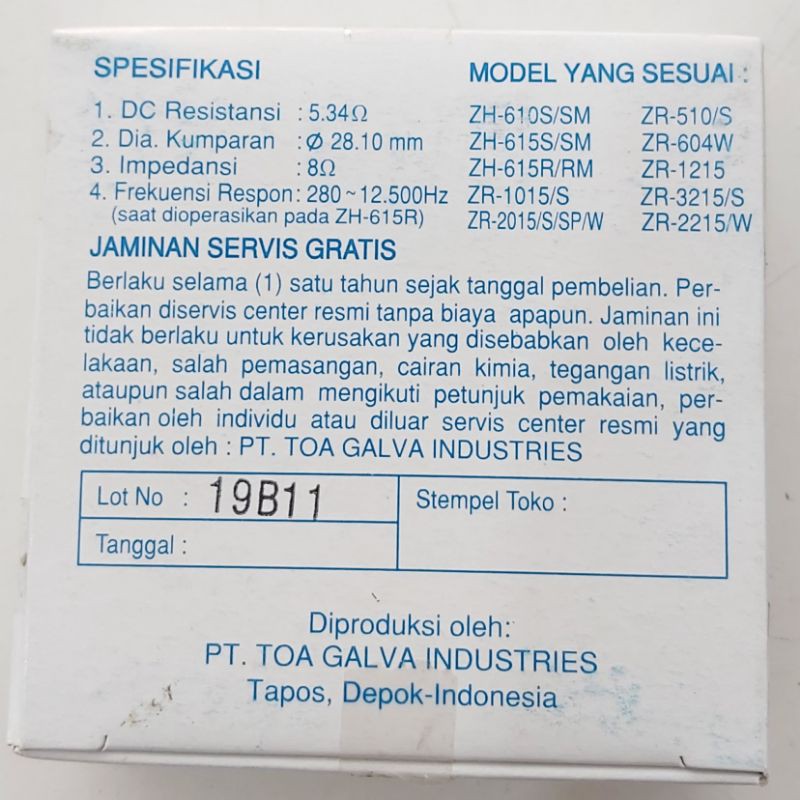 SPESIFIKASI
1. DC Resistansi : 5.34Ω
2. Dia. Kumparan : Ø 28.10 mm
3. Impedansi : 8Ω
4. Frekuensi Respon: 280~12.500Hz
(saat dioperasikan pada ZH-615R)
MODEL YANG SESUAI :
ZH-610S/SM ZR-510/S
ZH-615S/SM ZR-604W
ZH-615R/RM ZR-1215
ZR-1015/S ZR-3215/S
ZR-2015/S/SP/W ZR-2215/W
JAMINAN SERVIS GRATIS
Berlaku selama (1) satu tahun sejak tanggal pembelian. Per-
baikan diservis center resmi tanpa biaya apapun. Jaminan ini
tidak berlaku untuk kerusakan yang disebabkan oleh kece-
lakaan, salah pemasangan, cairan kimia, tegangan listrik,
ataupun salah dalam mengikuti petunjuk pemakaian, per-
baikan oleh individu atau diluar servis center resmi yang
ditunjuk oleh : PT. TOA GALVA INDUSTRIES
Lot No : 19B11
Tanggal :
Stempel Toko :
Diproduksi oleh:
PT. TOA GALVA INDUSTRIES
Tapos, Depok-Indonesia